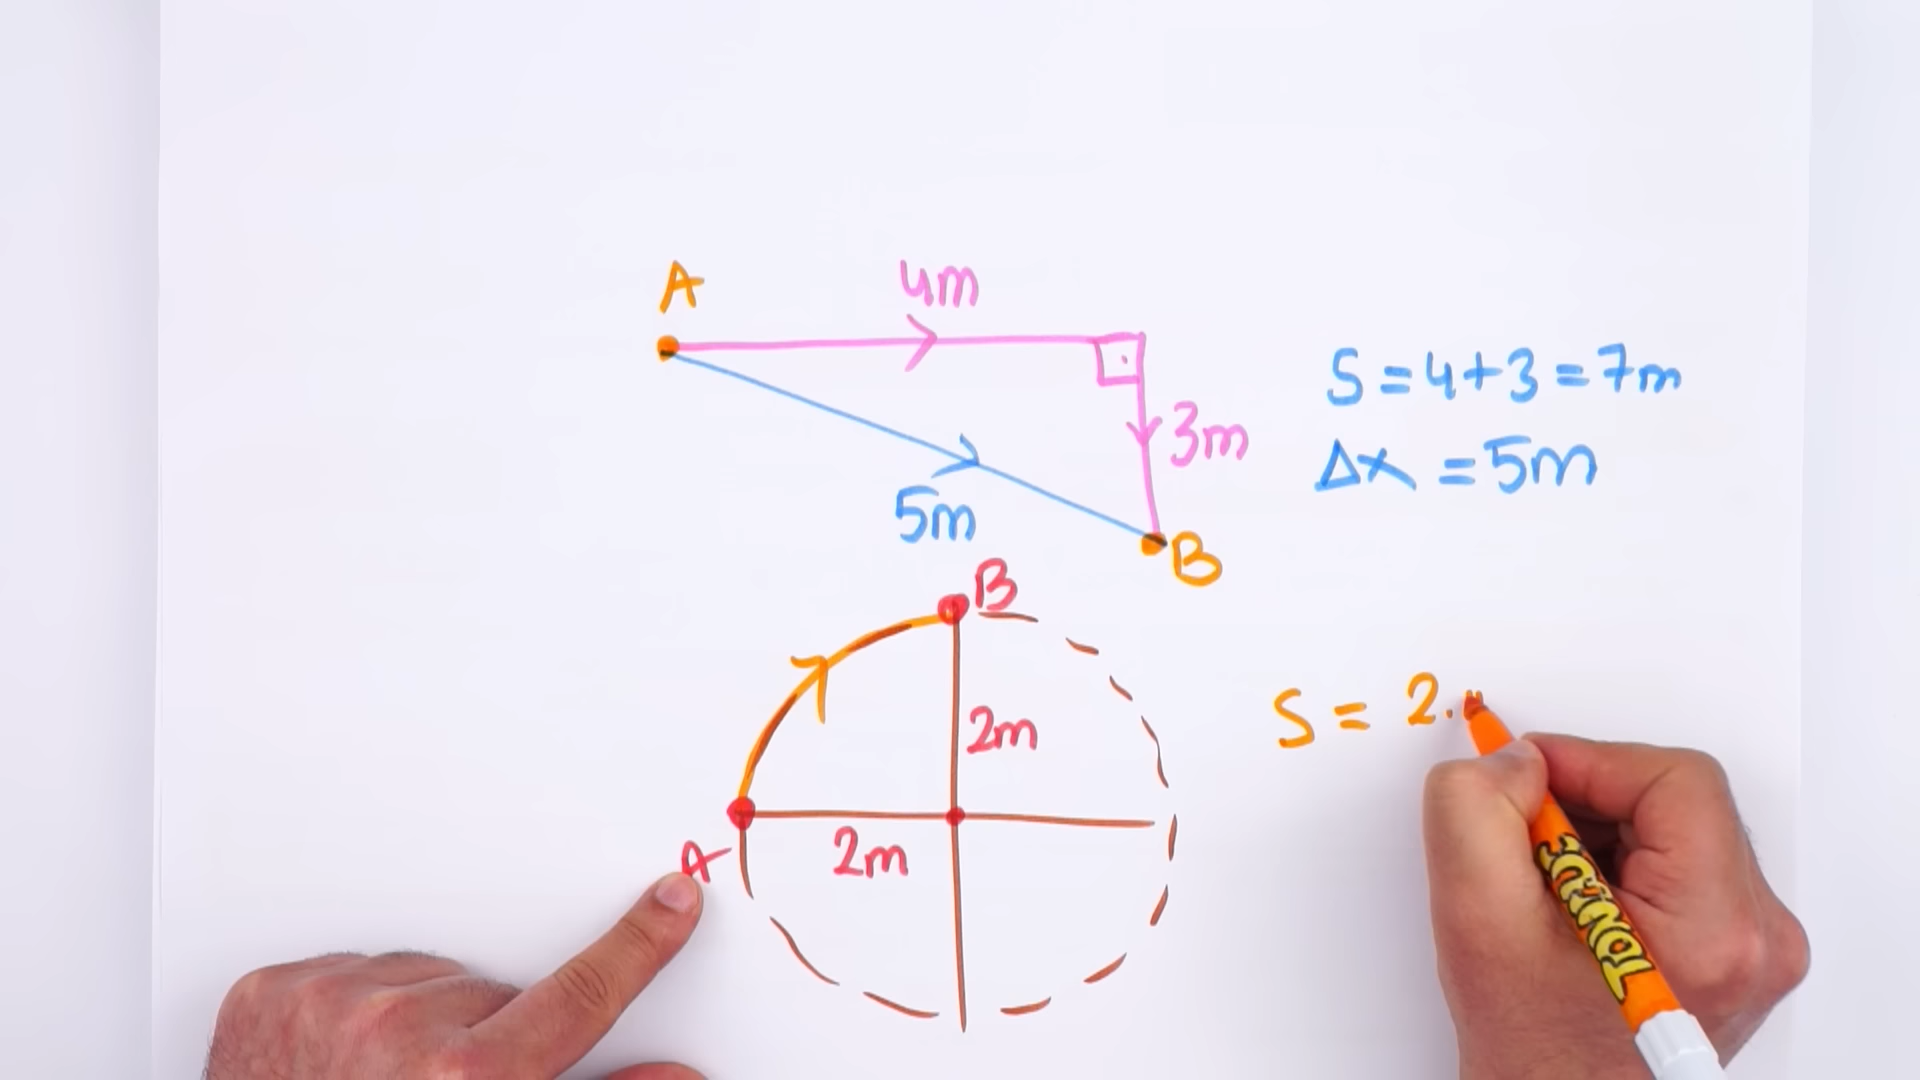 A
4m
3m
5m
B
S = 4+3 = 7m
Δx = 5m
B
2m
2m
A
S = 2.